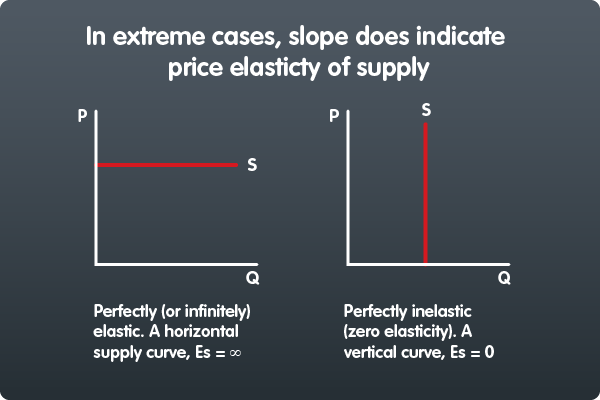 In extreme cases, slope does indicate
price elasticty of supply
P
S
Q
P
S
Q
Perfectly (or infinitely)
elastic. A horizontal
supply curve, Es = ∞
Perfectly inelastic
(zero elasticity). A
vertical curve, Es = 0